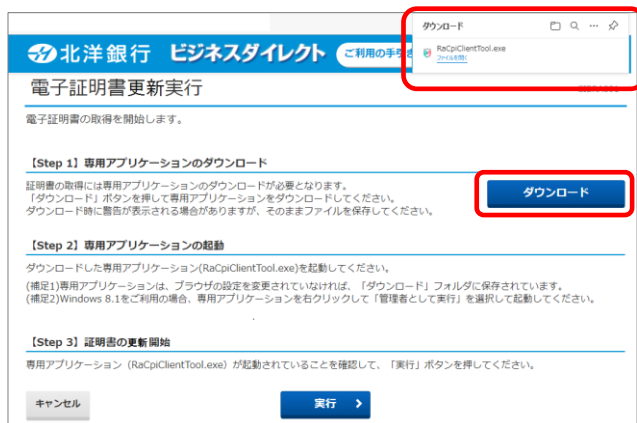 ダウンロード
RaCpiClientTool.exe
ファイルを開く
北洋銀行 ビジネスダイレクト ご利用の手引き
電子証明書更新実行
電子証明書の取得を開始します。
【Step 1】専用アプリケーションのダウンロード
証明書の取得には専用アプリケーションのダウンロードが必要となります。
「ダウンロード」ボタンを押して専用アプリケーションをダウンロードしてください。
ダウンロード時に警告が表示される場合がありますが、そのままファイルを保存してください。
ダウンロード
【Step 2】専用アプリケーションの起動
ダウンロードした専用アプリケーション(RaCpiClientTool.exe)を起動してください。
(補足1)専用アプリケーションは、ブラウザの設定を変更されていなければ、「ダウンロード」フォルダに保存されています。
(補足2)Windows 8.1をご利用の場合、専用アプリケーションを右クリックして「管理者として実行」を選択して起動してください。
【Step 3】証明書の更新開始
専用アプリケーション（RaCpiClientTool.exe）が起動されていることを確認して、「実行」ボタンを押してください。
キャンセル
実行